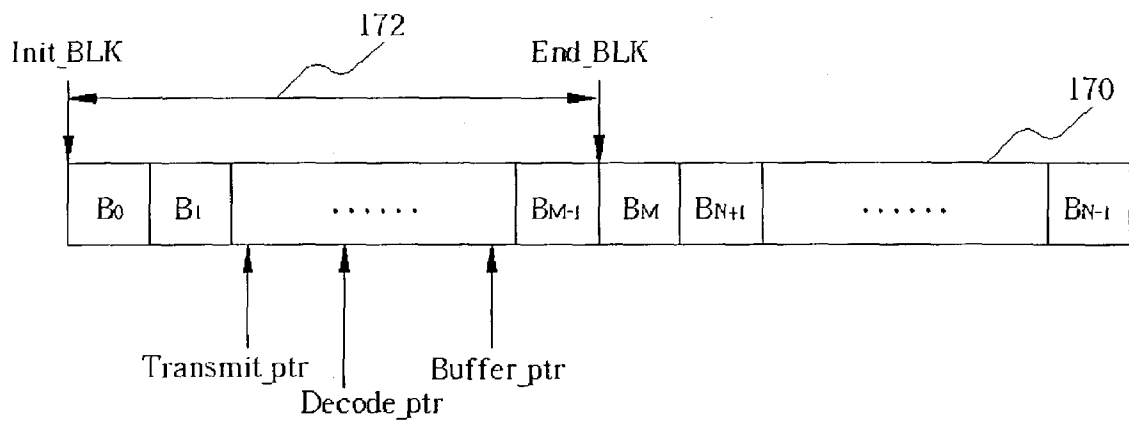 172
Init_BLK
End_BLK
170
B0 B1 ...... BM-1 BM BN+1 ...... BN-1
Transmit_ptr
Buffer_ptr
Decode_ptr